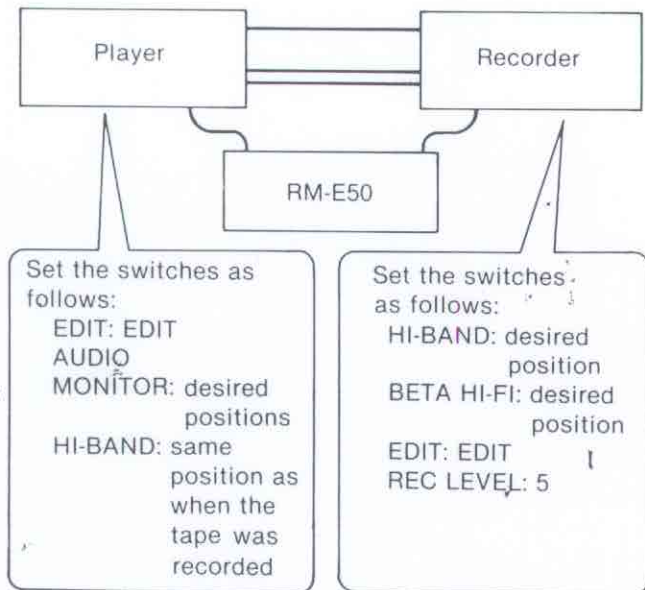 Player
Recorder
RM-E50
Set the switches as
follows:
EDIT: EDIT
AUDIO
MONITOR: desired
positions
HI-BAND: same
position as
when the
tape was
recorded
Set the switches
as follows:
HI-BAND: desired
position
BETA HI-FI: desired
position
EDIT: EDIT
REC LEVEL: 5